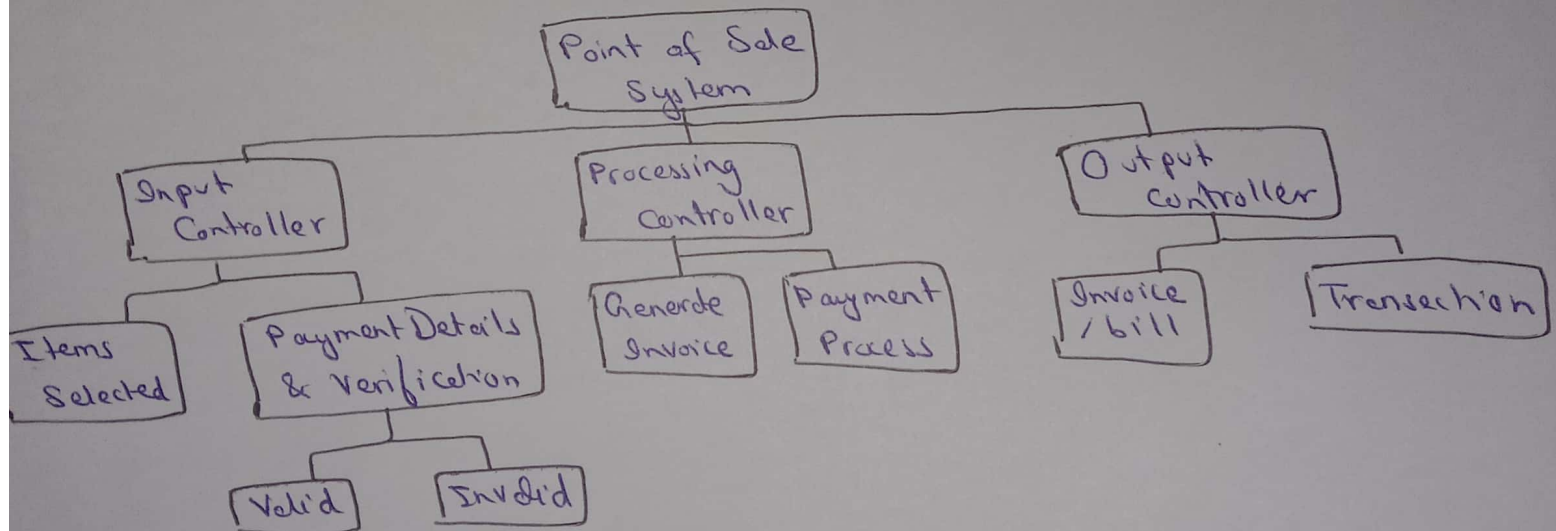 Point of Sale
System
Input
Controller
Processing
Controller
Output
Controller
Items
Selected
Payment Details
& Verification
Generate
Invoice
Payment
Process
Invoice
/ bill
Transection
Valid
Invalid